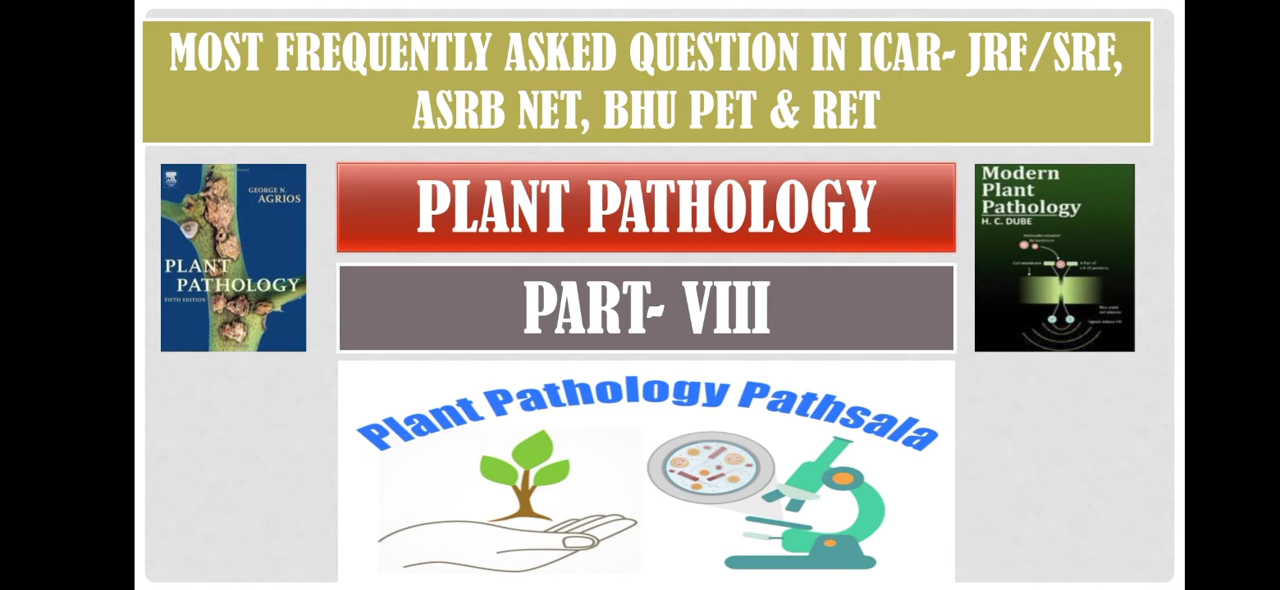 MOST FREQUENTLY ASKED QUESTION IN ICAR- JRF/SRF,
ASRB NET, BHU PET & RET
GEORGE N.
AGRIOS
PLANT
PATHOLOGY
FIFTH EDITION
PLANT PATHOLOGY
PART- VIII
Modern
Plant
Pathology
H. C. DUBE
Plant Pathology Pathsala